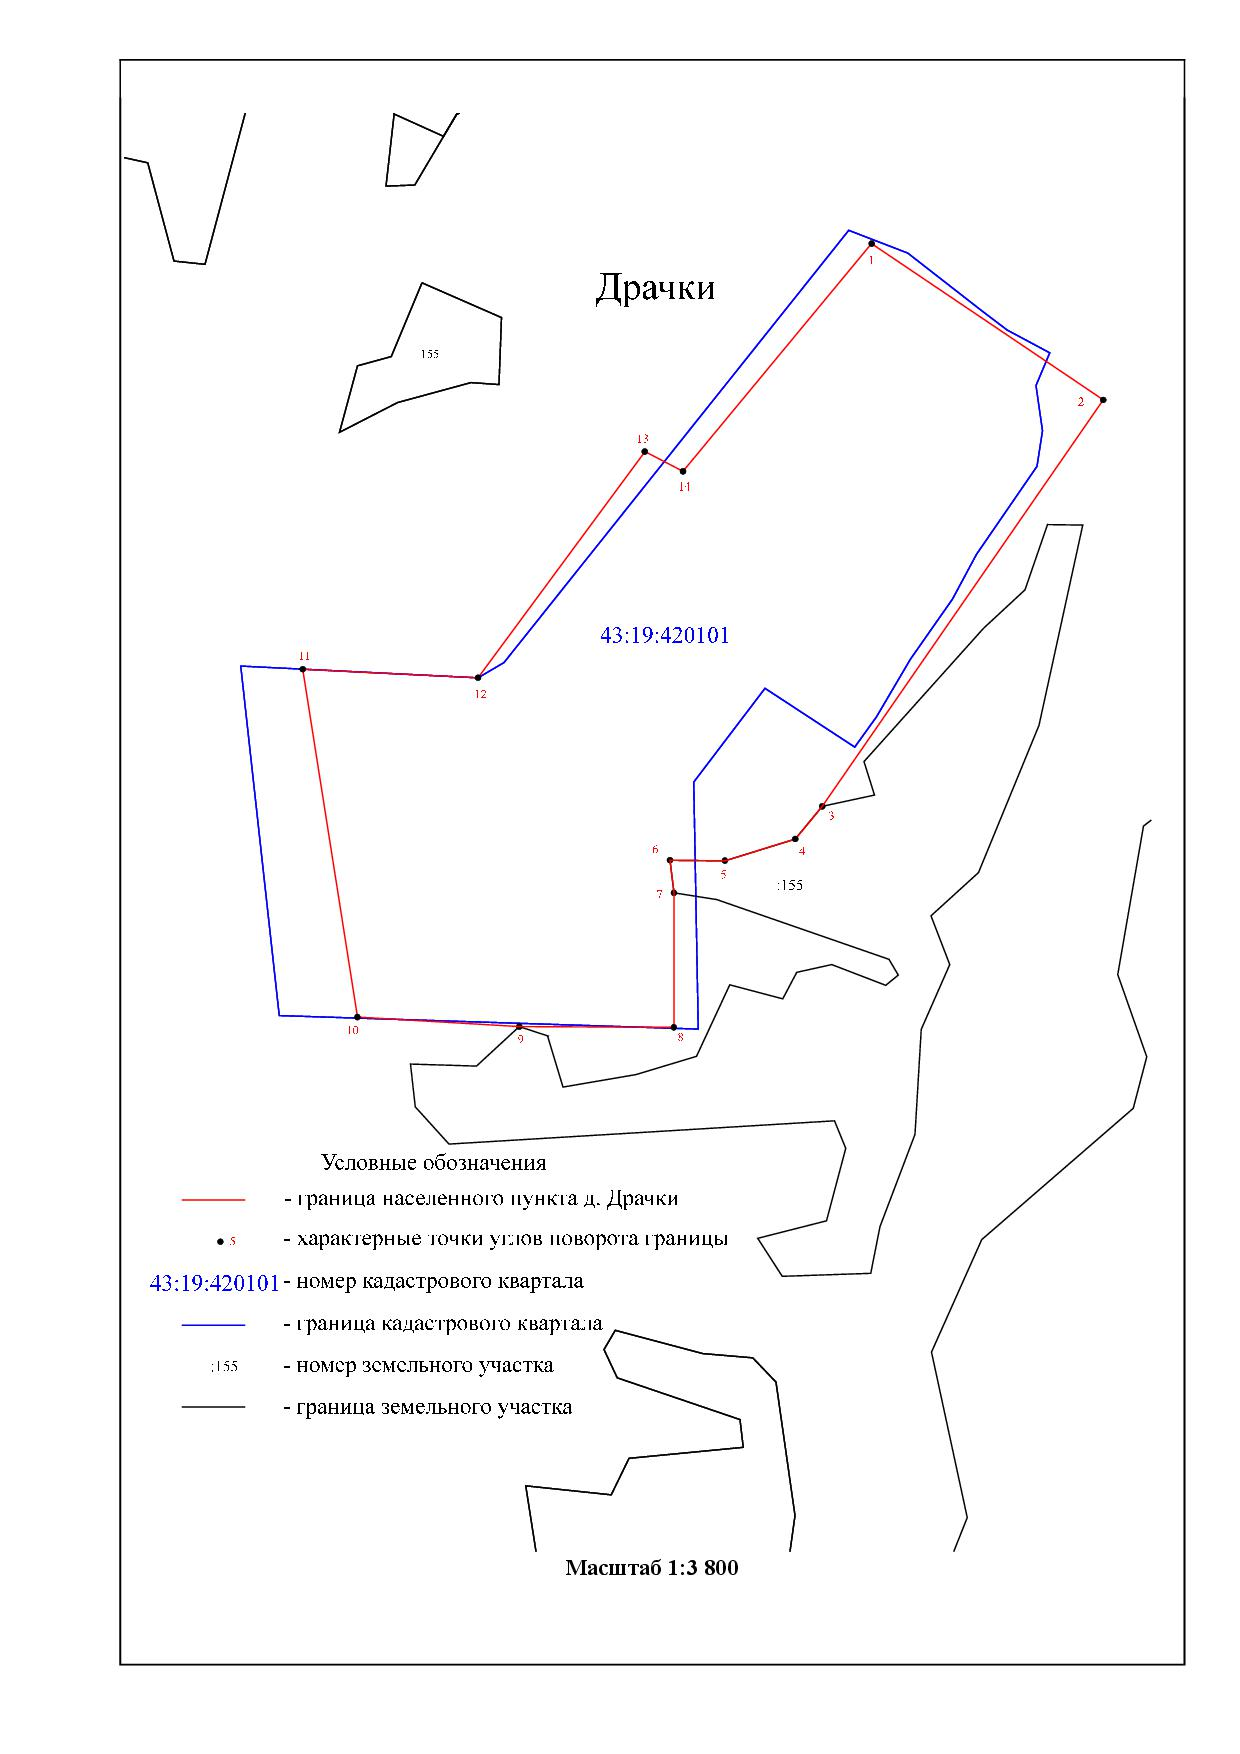 1
Драчки
155
2
13
14
43:19:420101
11
12
3
4
6
5
:155
7
10
9
8
Условные обозначения
- граница населенного пункта д. Драчки
5 - характерные точки углов поворота границы
43:19:420101 - номер кадастрового квартала
- граница кадастрового квартала
:155 - номер земельного участка
- граница земельного участка
Масштаб 1:3 800